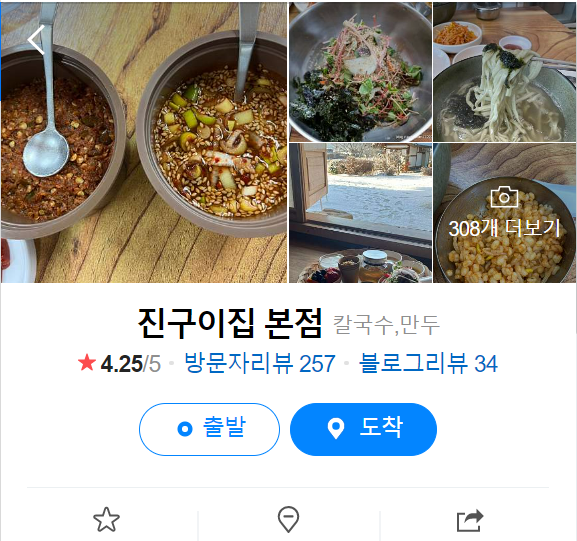 308개 더보기
진구이집 본점 칼국수,만두
★ 4.25/5 · 방문자리뷰 257 · 블로그리뷰 34
출발 도착